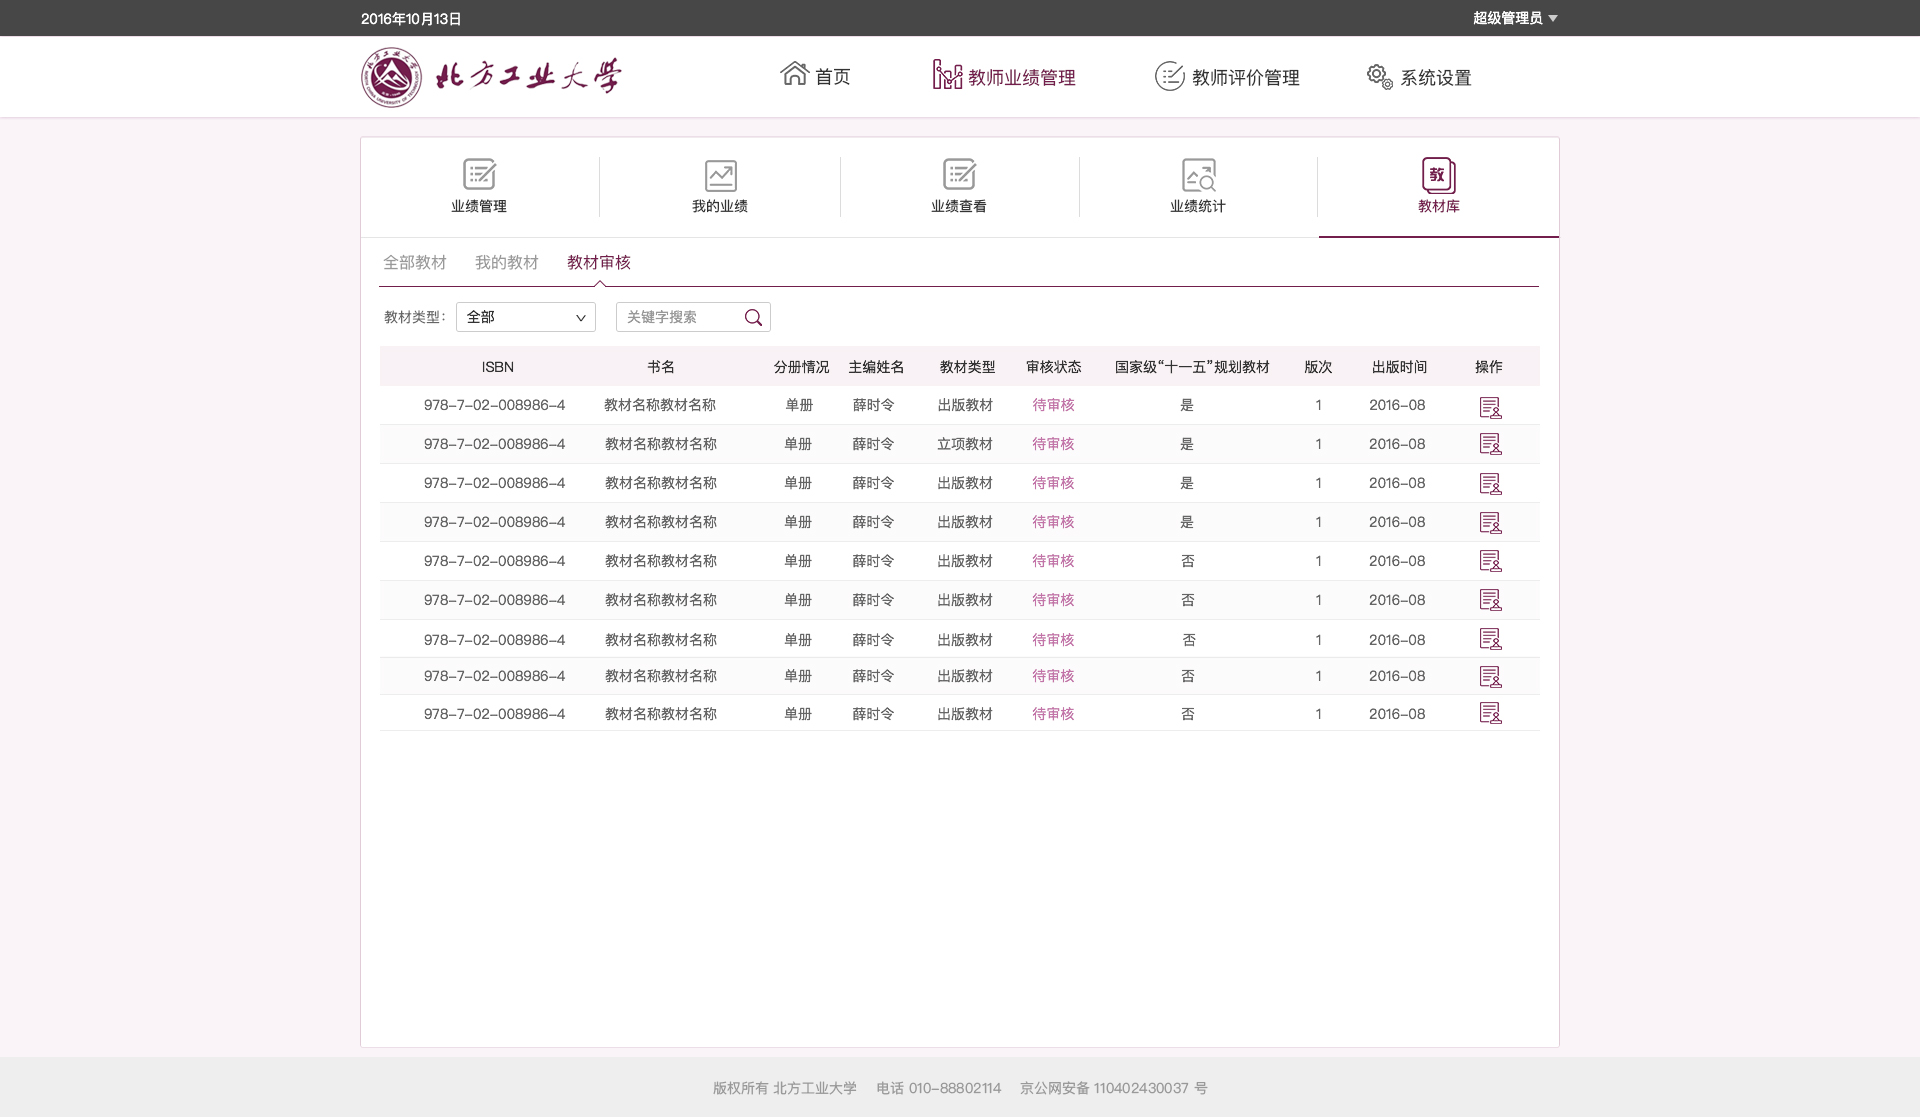 2016年10月13日 超级管理员
北方工业大学 首页 教师业绩管理 教师评价管理 系统设置
教
业绩管理 我的业绩 业绩查看 业绩统计 教材库
全部教材 我的教材 教材审核
教材类型: 全部 关键字搜索
ISBN 书名 分册情况 主编姓名 教材类型 审核状态 国家级“十一五”规划教材 版次 出版时间 操作
978-7-02-008986-4 教材名称教材名称 单册 薛时令 出版教材 待审核 是 1 2016-08
978-7-02-008986-4 教材名称教材名称 单册 薛时令 立项教材 待审核 是 1 2016-08
978-7-02-008986-4 教材名称教材名称 单册 薛时令 出版教材 待审核 是 1 2016-08
978-7-02-008986-4 教材名称教材名称 单册 薛时令 出版教材 待审核 是 1 2016-08
978-7-02-008986-4 教材名称教材名称 单册 薛时令 出版教材 待审核 否 1 2016-08
978-7-02-008986-4 教材名称教材名称 单册 薛时令 出版教材 待审核 否 1 2016-08
978-7-02-008986-4 教材名称教材名称 单册 薛时令 出版教材 待审核 否 1 2016-08
978-7-02-008986-4 教材名称教材名称 单册 薛时令 出版教材 待审核 否 1 2016-08
978-7-02-008986-4 教材名称教材名称 单册 薛时令 出版教材 待审核 否 1 2016-08
版权所有 北方工业大学 电话 010-88802114 京公网安备 110402430037 号